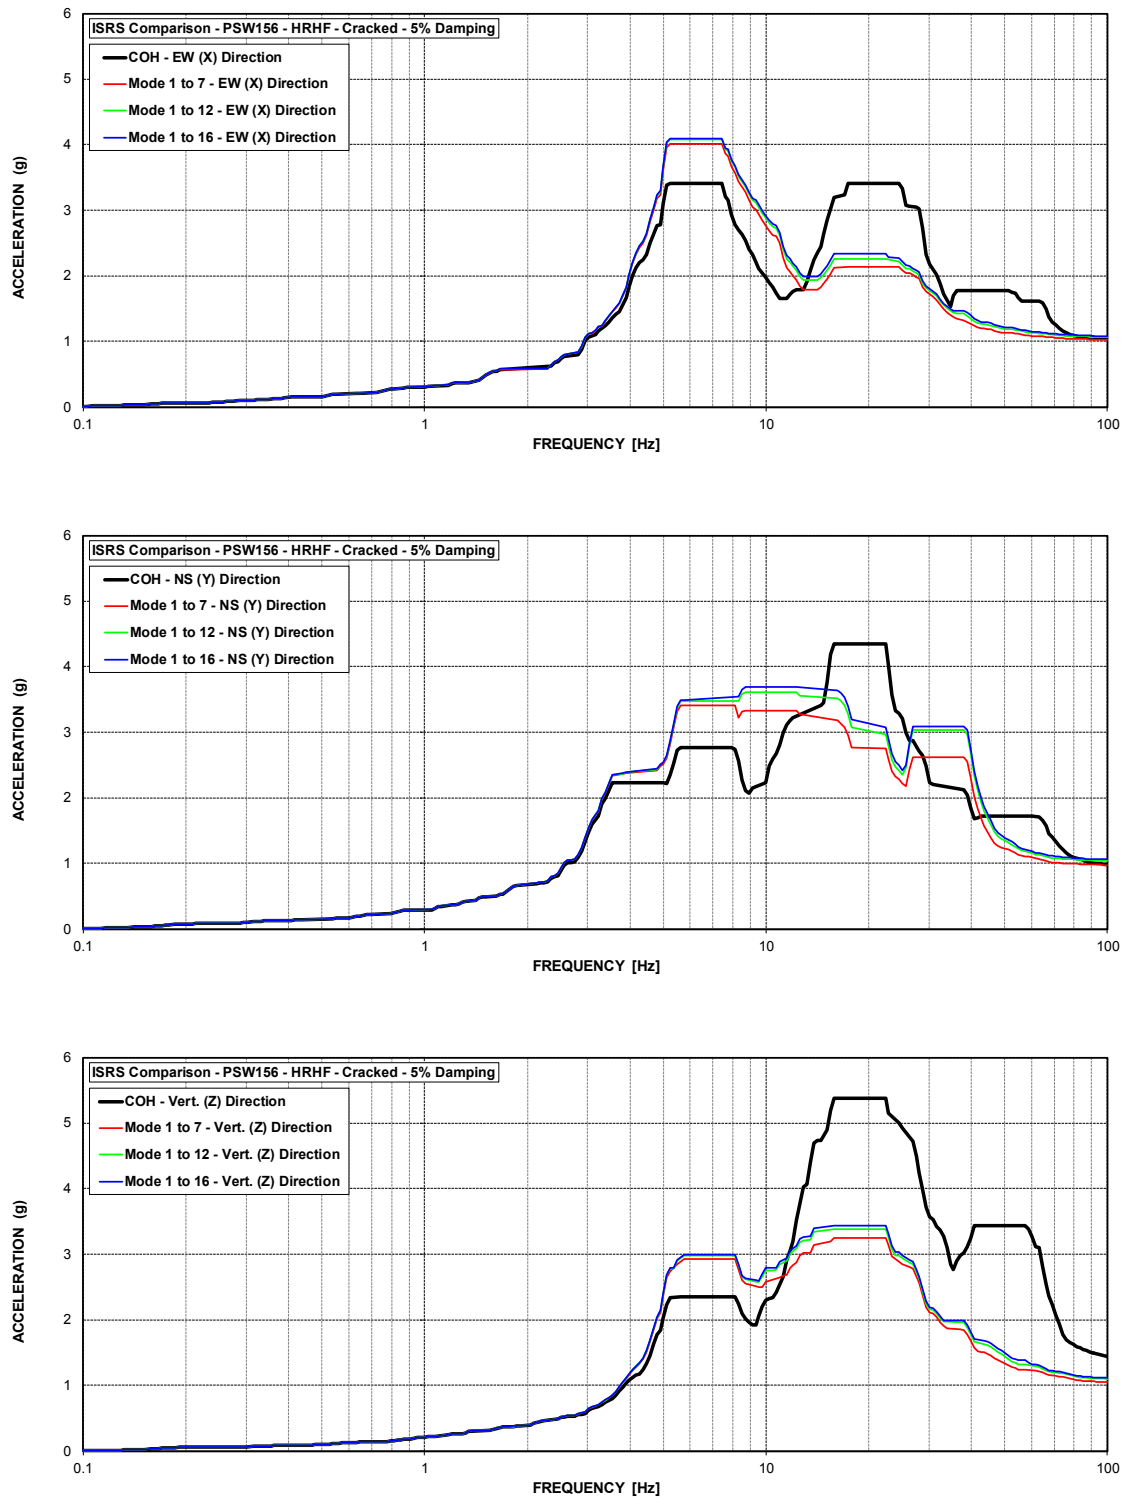 ISRS Comparison - PSW156 - HRHF - Cracked - 5% Damping
COH - EW (X) Direction
Mode 1 to 7 - EW (X) Direction
Mode 1 to 12 - EW (X) Direction
Mode 1 to 16 - EW (X) Direction
6
5
4
3
2
1
0
ACCELERATION (g)
0.1
1
10
100
FREQUENCY [Hz]
ISRS Comparison - PSW156 - HRHF - Cracked - 5% Damping
COH - NS (Y) Direction
Mode 1 to 7 - NS (Y) Direction
Mode 1 to 12 - NS (Y) Direction
Mode 1 to 16 - NS (Y) Direction
6
5
4
3
2
1
0
ACCELERATION (g)
0.1
1
10
100
FREQUENCY [Hz]
ISRS Comparison - PSW156 - HRHF - Cracked - 5% Damping
COH - Vert. (Z) Direction
Mode 1 to 7 - Vert. (Z) Direction
Mode 1 to 12 - Vert. (Z) Direction
Mode 1 to 16 - Vert. (Z) Direction
6
5
4
3
2
1
0
ACCELERATION (g)
0.1
1
10
100
FREQUENCY [Hz]